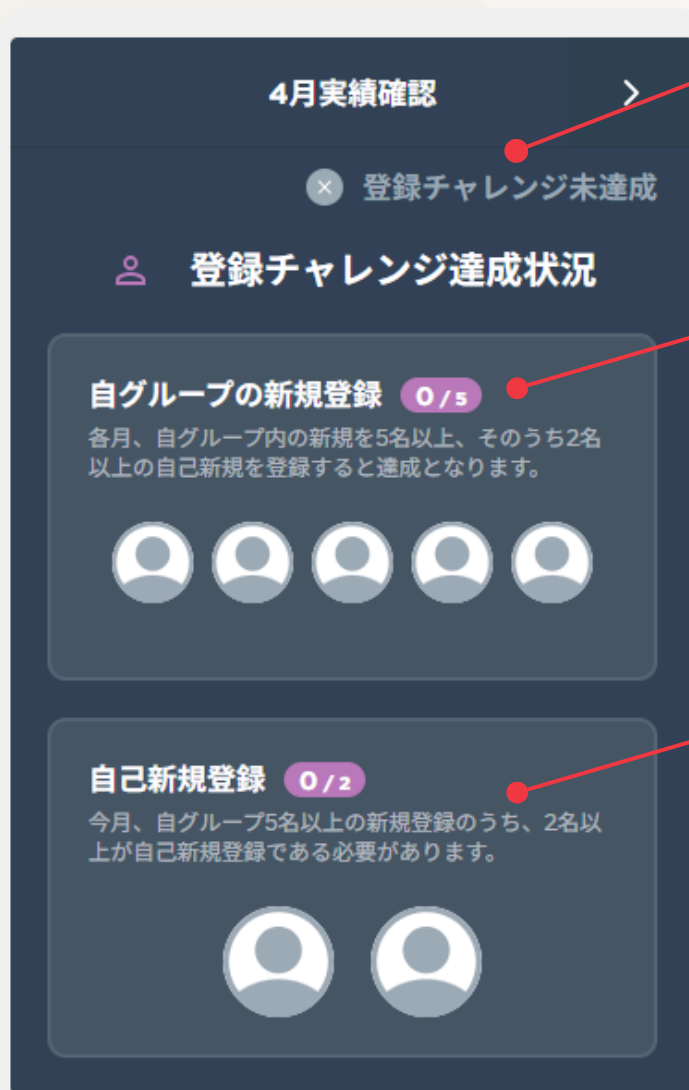 4月実績確認
登録チャレンジ未達成
登録チャレンジ達成状況
自グループの新規登録 0/5
各月、自グループ内の新規を5名以上、そのうち2名
以上の自己新規を登録すると達成となります。
自己新規登録 0/2
今月、自グループ5名以上の新規登録のうち、2名以
上が自己新規登録である必要があります。